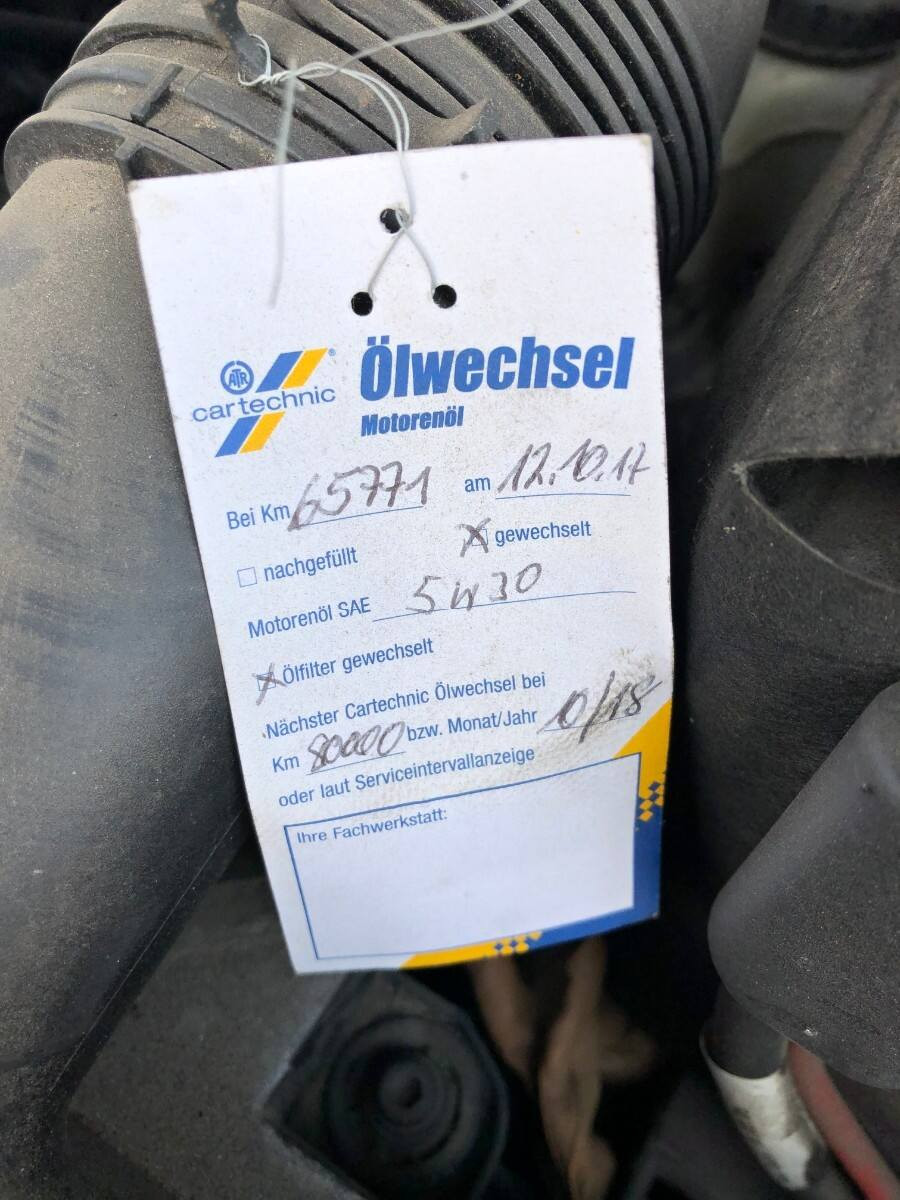 ATR
cartechnic
Ölwechsel
Motorenöl
Bei Km 65771 am 12.10.17
☐ nachgefüllt ☒ gewechselt
Motorenöl SAE 5W30
☒ Ölfilter gewechselt
Nächster Cartechnic Ölwechsel bei
Km 80000 bzw. Monat/Jahr 10/18
oder laut Serviceintervallanzeige
Ihre Fachwerkstatt: